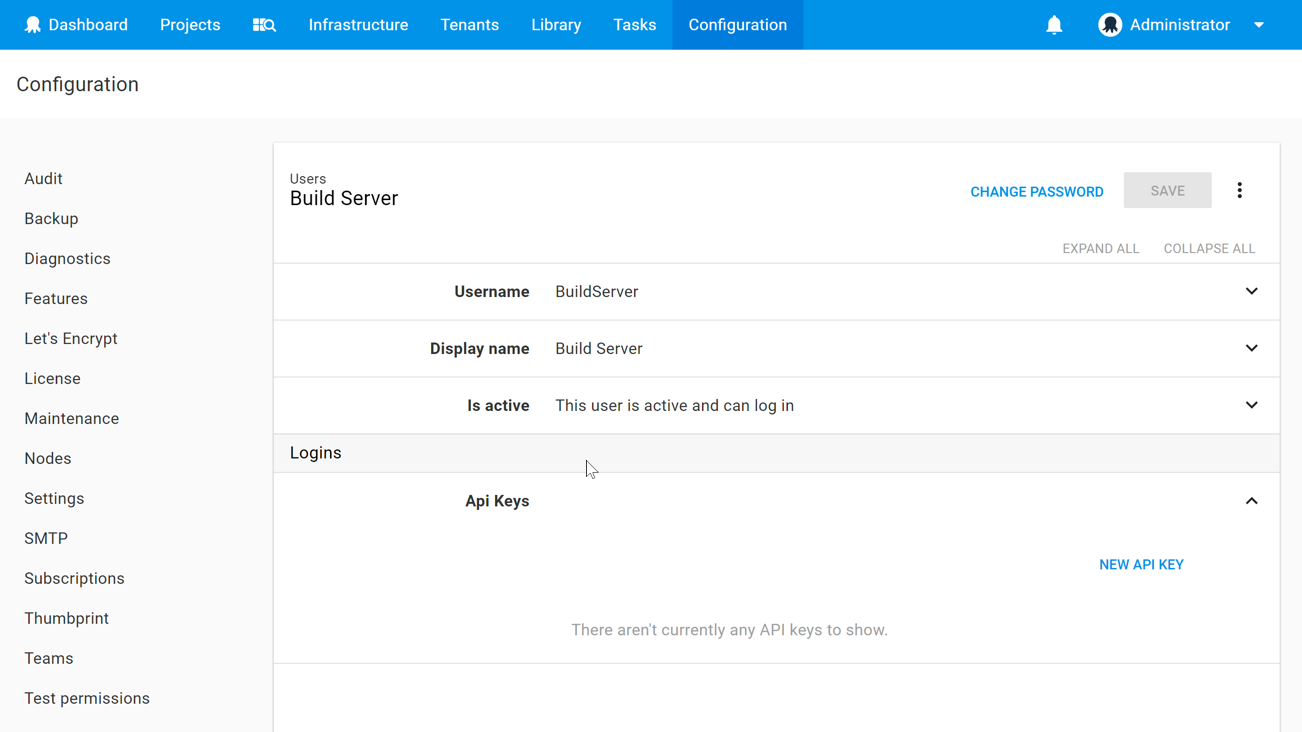 Dashboard Projects Infrastructure Tenants Library Tasks Configuration Administrator
Configuration
Audit
Backup
Diagnostics
Features
Let's Encrypt
License
Maintenance
Nodes
Settings
SMTP
Subscriptions
Thumbprint
Teams
Test permissions
Users
Build Server
CHANGE PASSWORD SAVE
EXPAND ALL COLLAPSE ALL
Username BuildServer
Display name Build Server
Is active This user is active and can log in
Logins
Api Keys
NEW API KEY
There aren't currently any API keys to show.